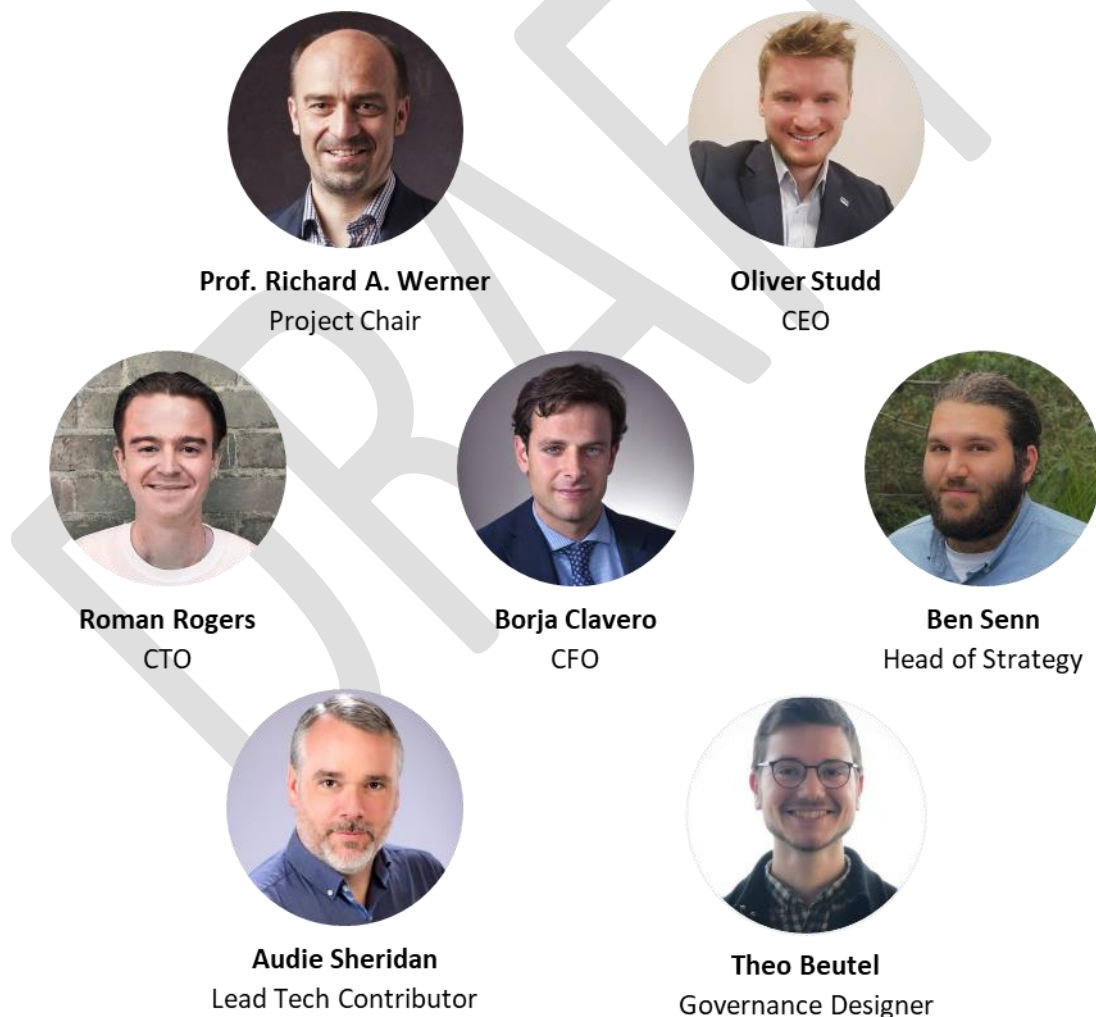 DRAFT
Prof. Richard A. Werner
Project Chair
Oliver Studd
CEO
Roman Rogers
CTO
Borja Clavero
CFO
Ben Senn
Head of Strategy
Audie Sheridan
Lead Tech Contributor
Theo Beutel
Governance Designer